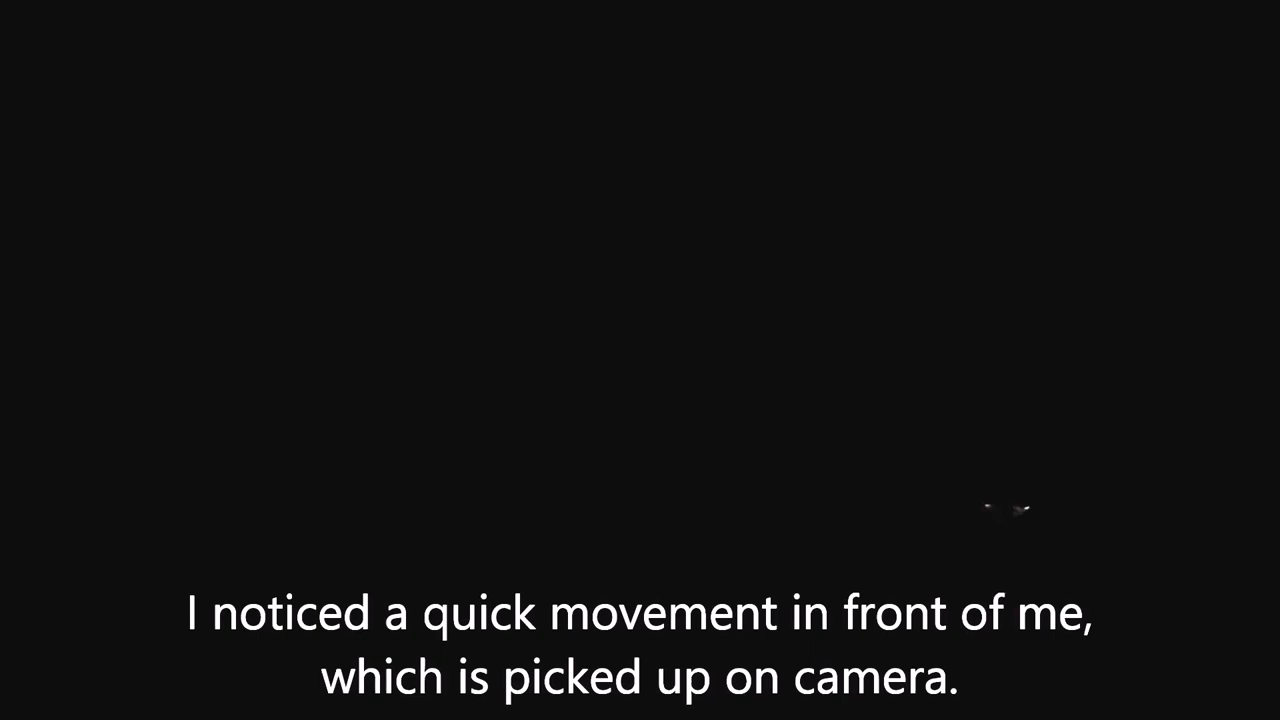 I noticed a quick movement in front of me,
which is picked up on camera.